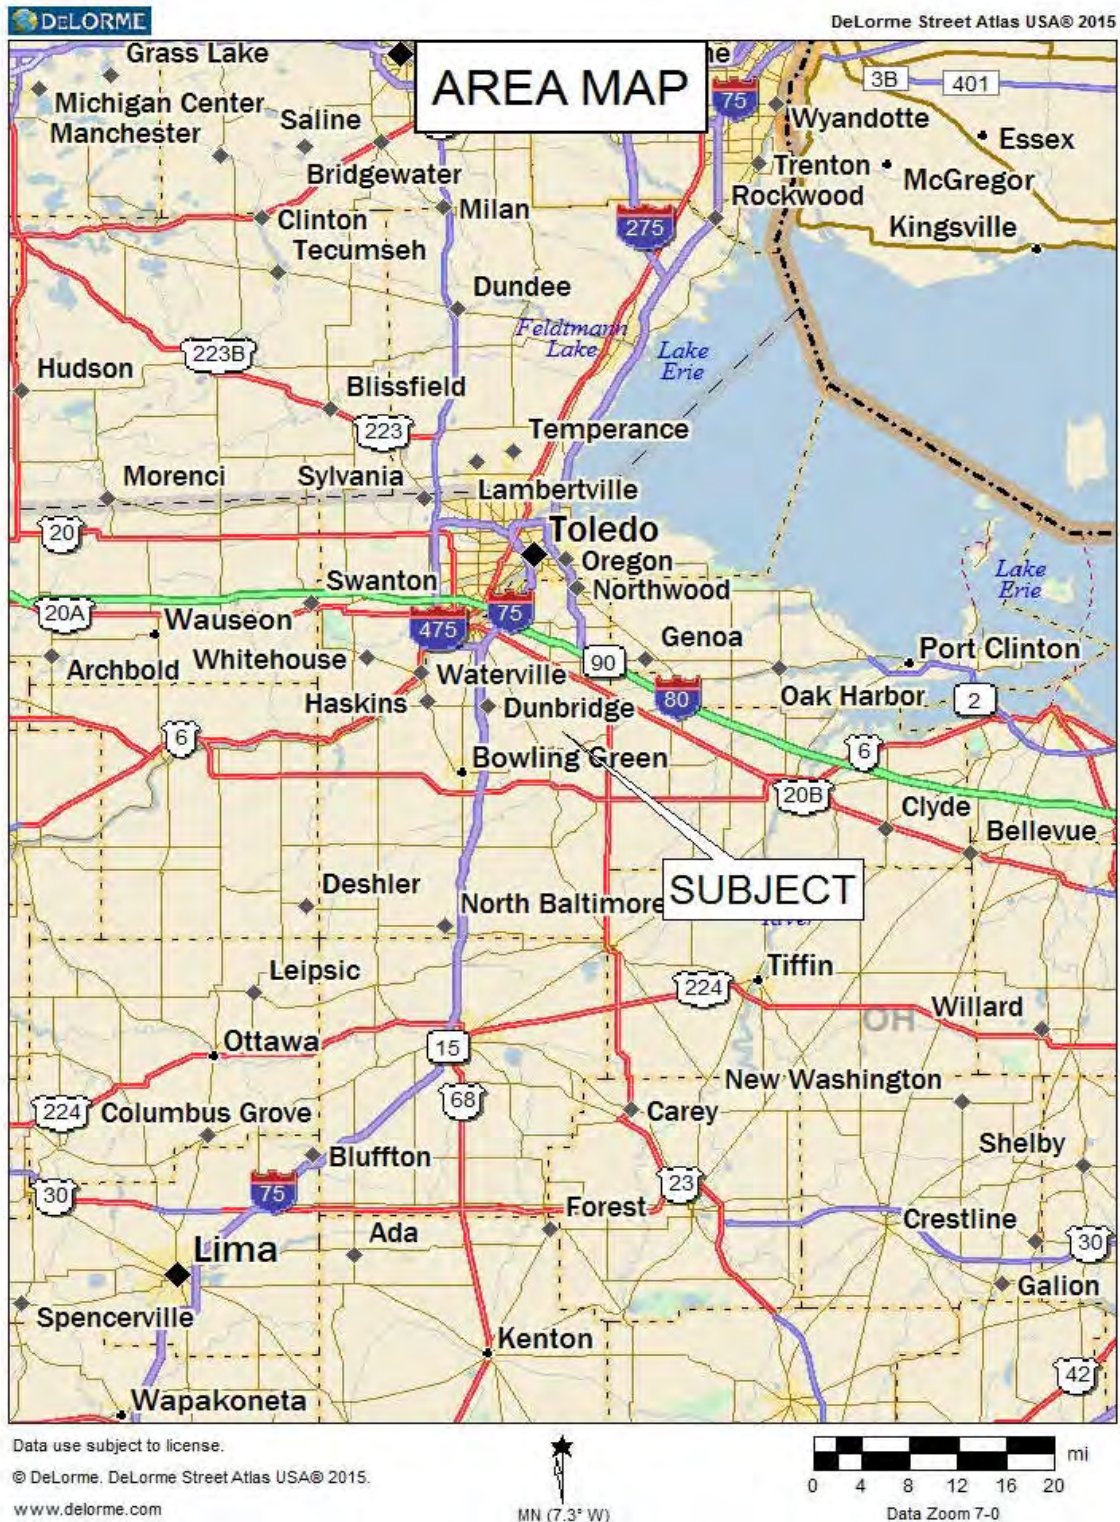 DELORME
DeLorme Street Atlas USA® 2015
AREA MAP
Grass Lake
ne
3B
401
75
Michigan Center
Manchester
Saline
Wyandotte
Essex
Bridgewater
Trenton
McGregor
Rockwood
Clinton
Milan
275
Kingsville
Tecumseh
Dundee
Feldtmann
Lake
Lake
Erie
223B
Hudson
Blissfield
223
Temperance
Morenci
Sylvania
Lambertville
20
Toledo
Oregon
Swanton
Northwood
Lake
Erie
20A
Wauseon
475
75
Genoa
Port Clinton
Archbold
Whitehouse
Waterville
90
80
Oak Harbor
2
Haskins
Dunbridge
6
Bowling Green
6
20B
Clyde
Bellevue
Deshler
North Baltimore
SUBJECT
River
Leipsic
Tiffin
224
Willard
OH
Ottawa
15
New Washington
224
Columbus Grove
68
Carey
Shelby
Bluffton
30
75
23
Forest
Crestline
Ada
30
Lima
Galion
Spencerville
Kenton
42
Wapakoneta
Data use subject to license.
© DeLorme. DeLorme Street Atlas USA® 2015.
www.delorme.com
MN (7.3° W)
mi
0 4 8 12 16 20
Data Zoom 7-0